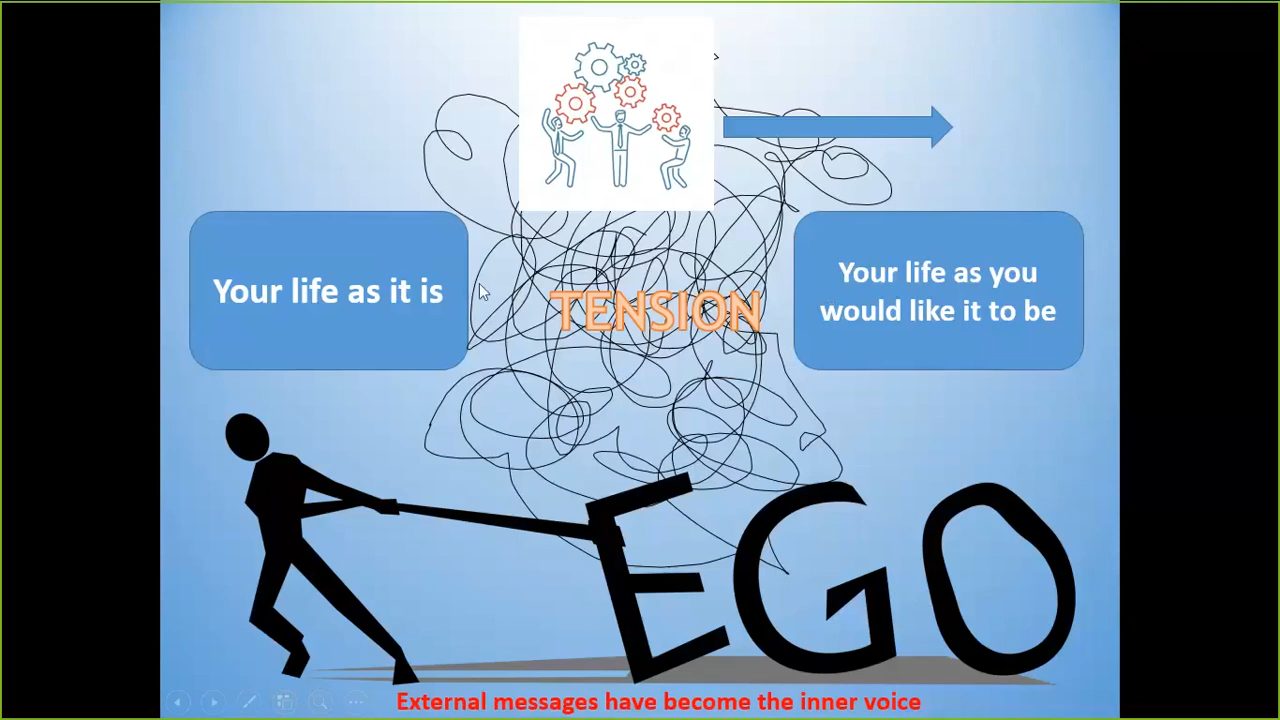 Your life as it is
TENSION
Your life as you
would like it to be
EGO
External messages have become the inner voice